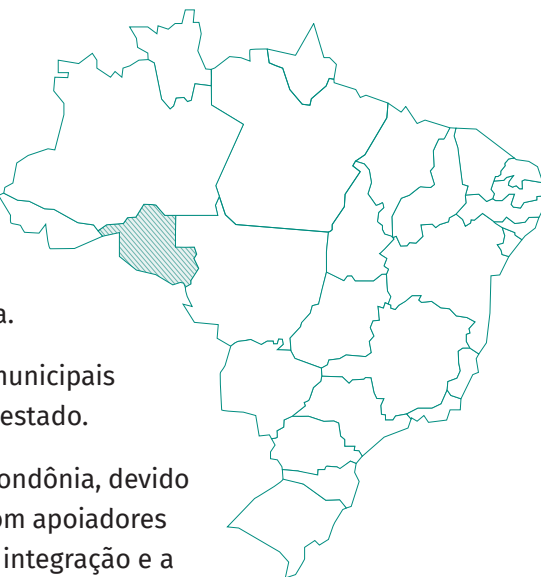 a.
municipais
estado.
ondônia, devido
om apoiadores
integração e a